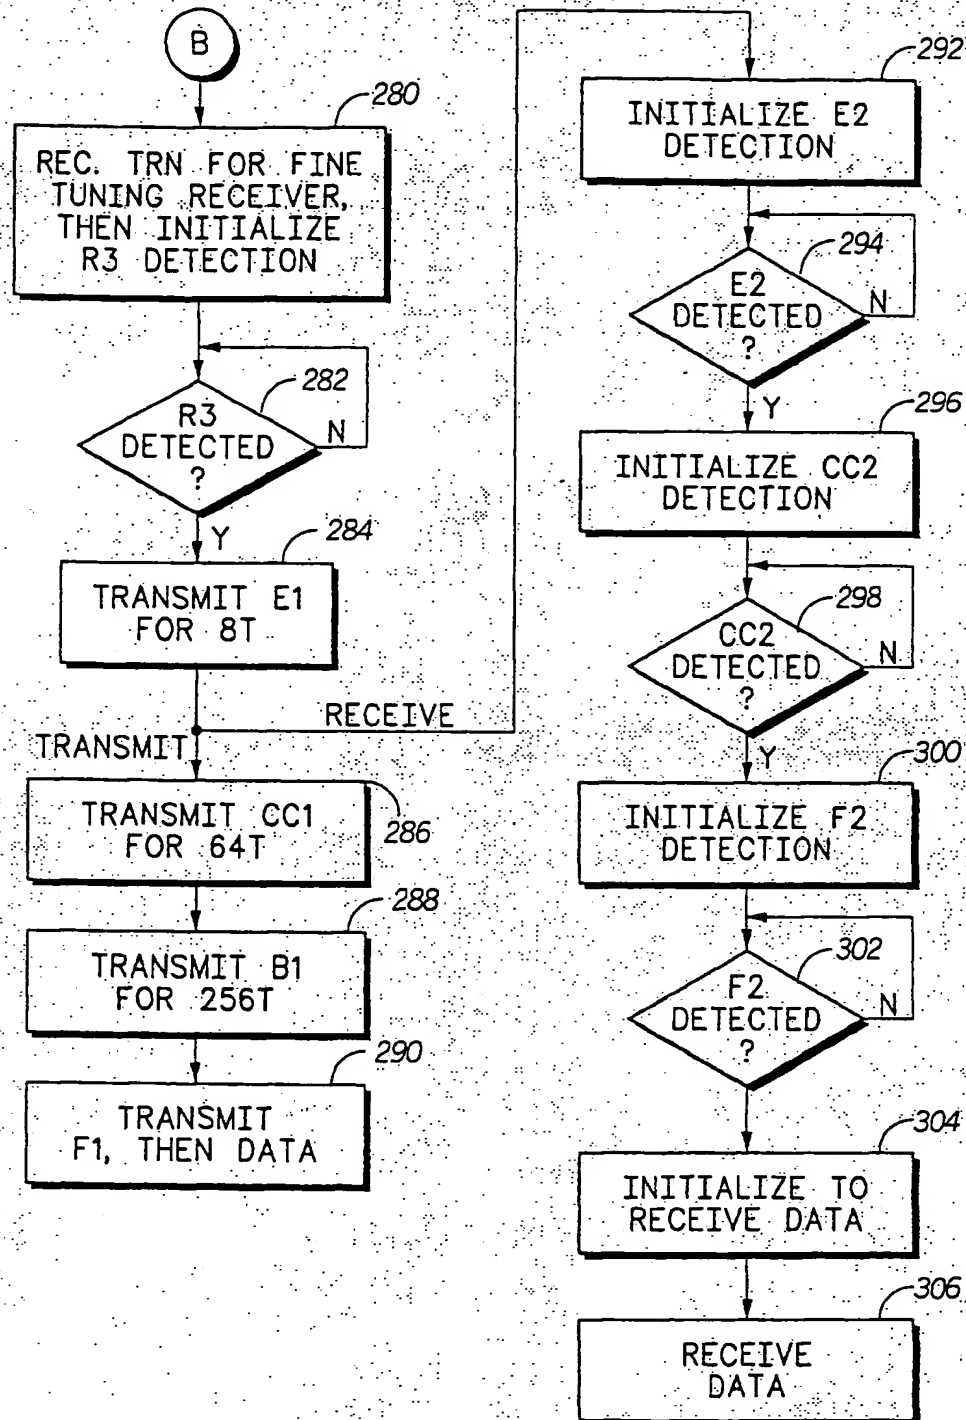 B
280
REC. TRN FOR FINE
TUNING RECEIVER,
THEN INITIALIZE
R3 DETECTION
282
R3
DETECTED
?
N
Y
284
TRANSMIT E1
FOR 8T
RECEIVE
TRANSMIT
TRANSMIT CC1
FOR 64T
286
288
TRANSMIT B1
FOR 256T
290
TRANSMIT
F1, THEN DATA
292
INITIALIZE E2
DETECTION
294
E2
DETECTED
?
N
Y
296
INITIALIZE CC2
DETECTION
298
CC2
DETECTED
?
N
Y
300
INITIALIZE F2
DETECTION
302
F2
DETECTED
?
N
304
INITIALIZE TO
RECEIVE DATA
306
RECEIVE
DATA